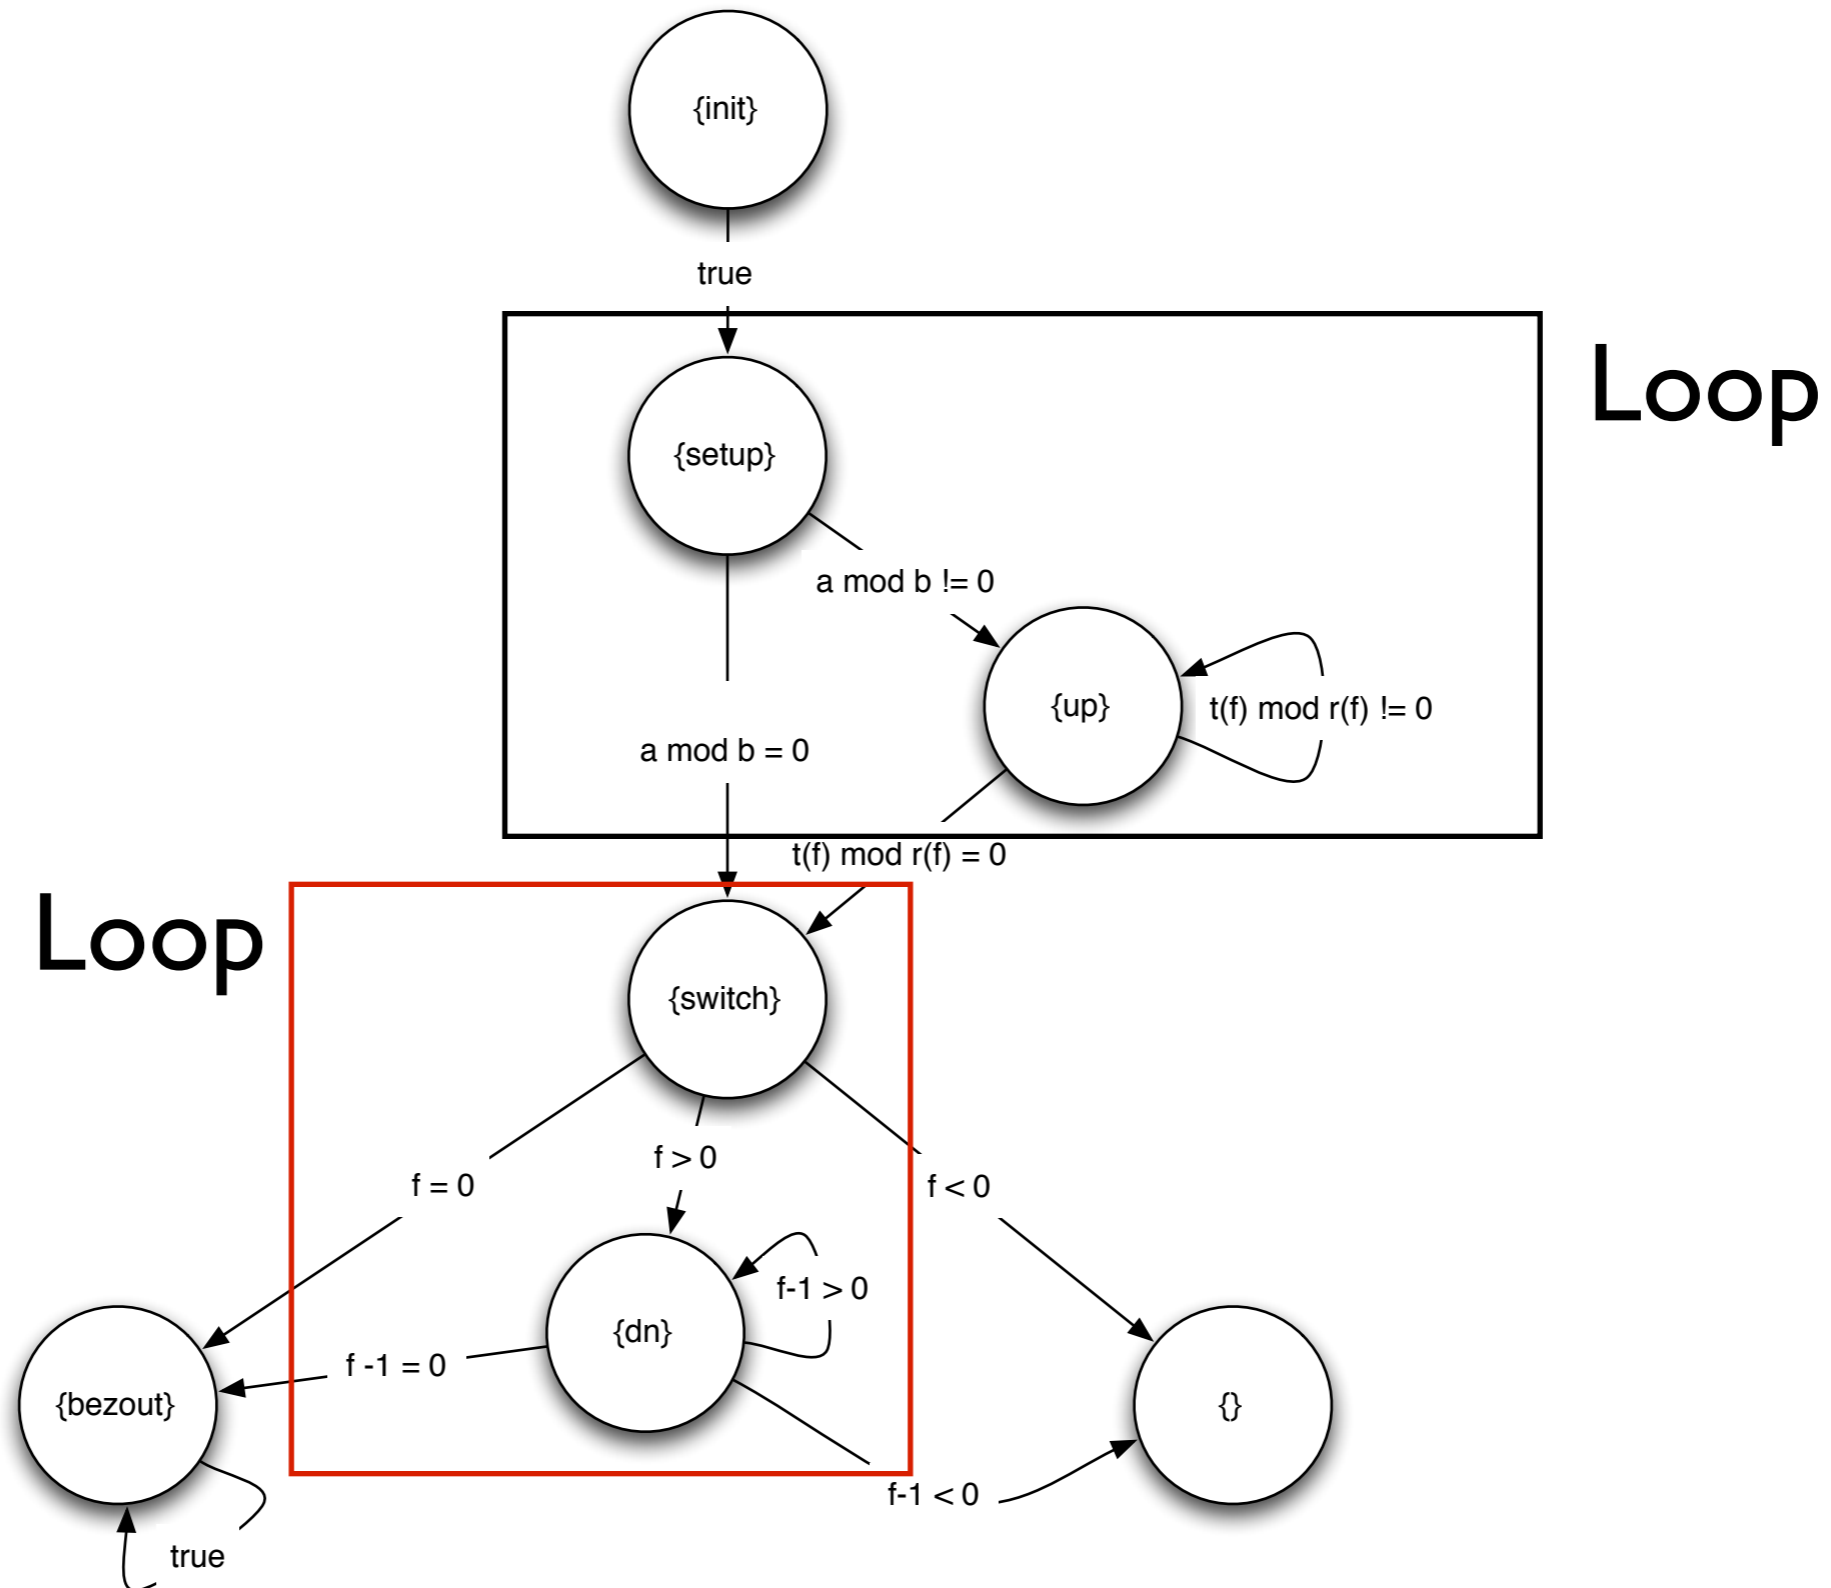 {init}
true
Loop
{setup}
a mod b != 0
{up}
t(f) mod r(f) != 0
a mod b = 0
t(f) mod r(f) = 0
Loop
{switch}
f > 0
f = 0
f < 0
f-1 > 0
{dn}
f -1 = 0
{bezout}
{}
f-1 < 0
true